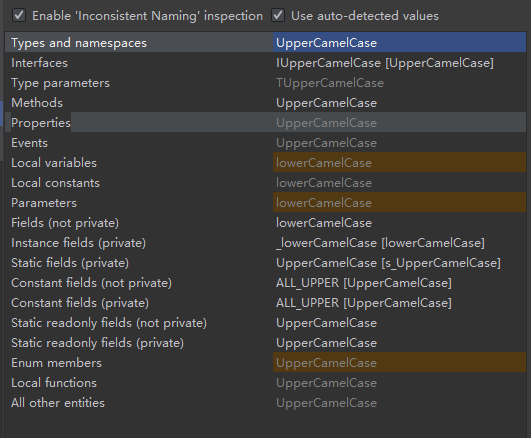 Enable 'Inconsistent Naming' inspection Use auto-detected values
Types and namespaces UpperCamelCase
Interfaces IUpperCamelCase [UpperCamelCase]
Type parameters TUpperCamelCase
Methods UpperCamelCase
Properties UpperCamelCase
Events UpperCamelCase
Local variables lowerCamelCase
Local constants lowerCamelCase
Parameters lowerCamelCase
Fields (not private) lowerCamelCase
Instance fields (private) _lowerCamelCase [lowerCamelCase]
Static fields (private) UpperCamelCase [s_UpperCamelCase]
Constant fields (not private) ALL_UPPER [UpperCamelCase]
Constant fields (private) ALL_UPPER [UpperCamelCase]
Static readonly fields (not private) UpperCamelCase
Static readonly fields (private) UpperCamelCase
Enum members UpperCamelCase
Local functions UpperCamelCase
All other entities UpperCamelCase